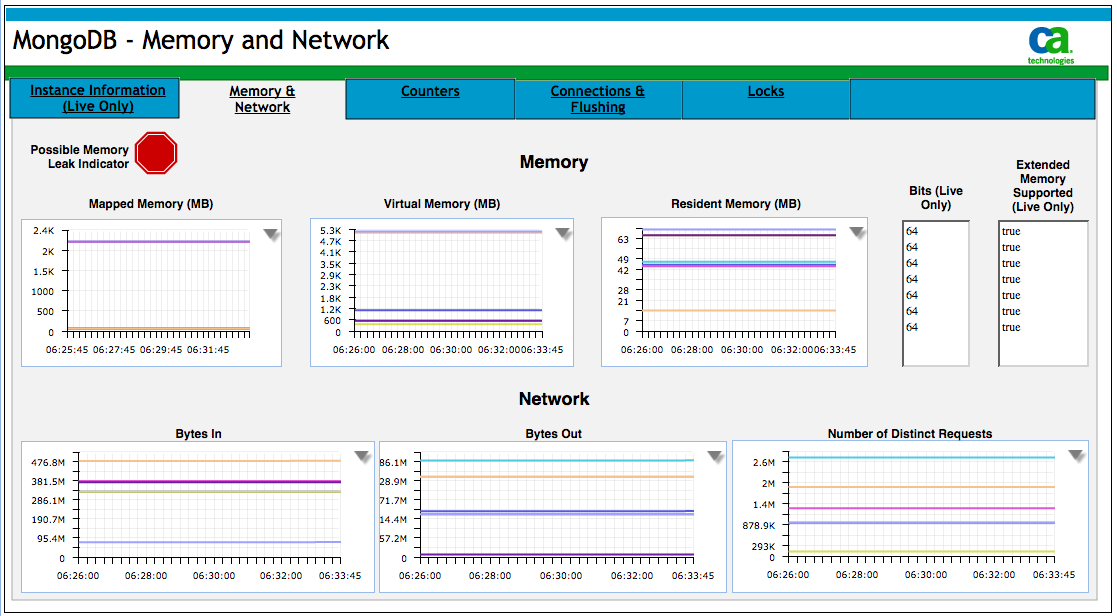 MongoDB - Memory and Network
ca.
technologies
Instance Information
(Live Only)
Memory &
Network
Counters
Connections &
Flushing
Locks
Possible Memory
Leak Indicator
Memory
Mapped Memory (MB)
2.4K
2K
1.5K
1000
500
0
06:25:45 06:27:45 06:29:45 06:31:45
Virtual Memory (MB)
5.3K
4.7K
4.1K
3.5K
2.9K
2.3K
1.8K
1.2K
600
0
06:26:00 06:28:00 06:30:00 06:32:00 06:33:45
Resident Memory (MB)
63
49
42
28
21
7
0
06:26:00 06:28:00 06:30:00 06:32:00 06:33:45
Bits (Live
Only)
64
64
64
64
64
64
64
Extended
Memory
Supported
(Live Only)
true
true
true
true
true
true
true
Network
Bytes In
476.8M
381.5M
286.1M
190.7M
95.4M
0
06:26:00 06:28:00 06:30:00 06:32:00 06:33:45
Bytes Out
86.1M
28.9M
71.7M
14.4M
57.2M
0
06:26:00 06:28:00 06:30:00 06:32:00 06:33:45
Number of Distinct Requests
2.6M
2M
1.4M
878.9K
293K
0
06:26:00 06:28:00 06:30:00 06:32:00 06:33:45